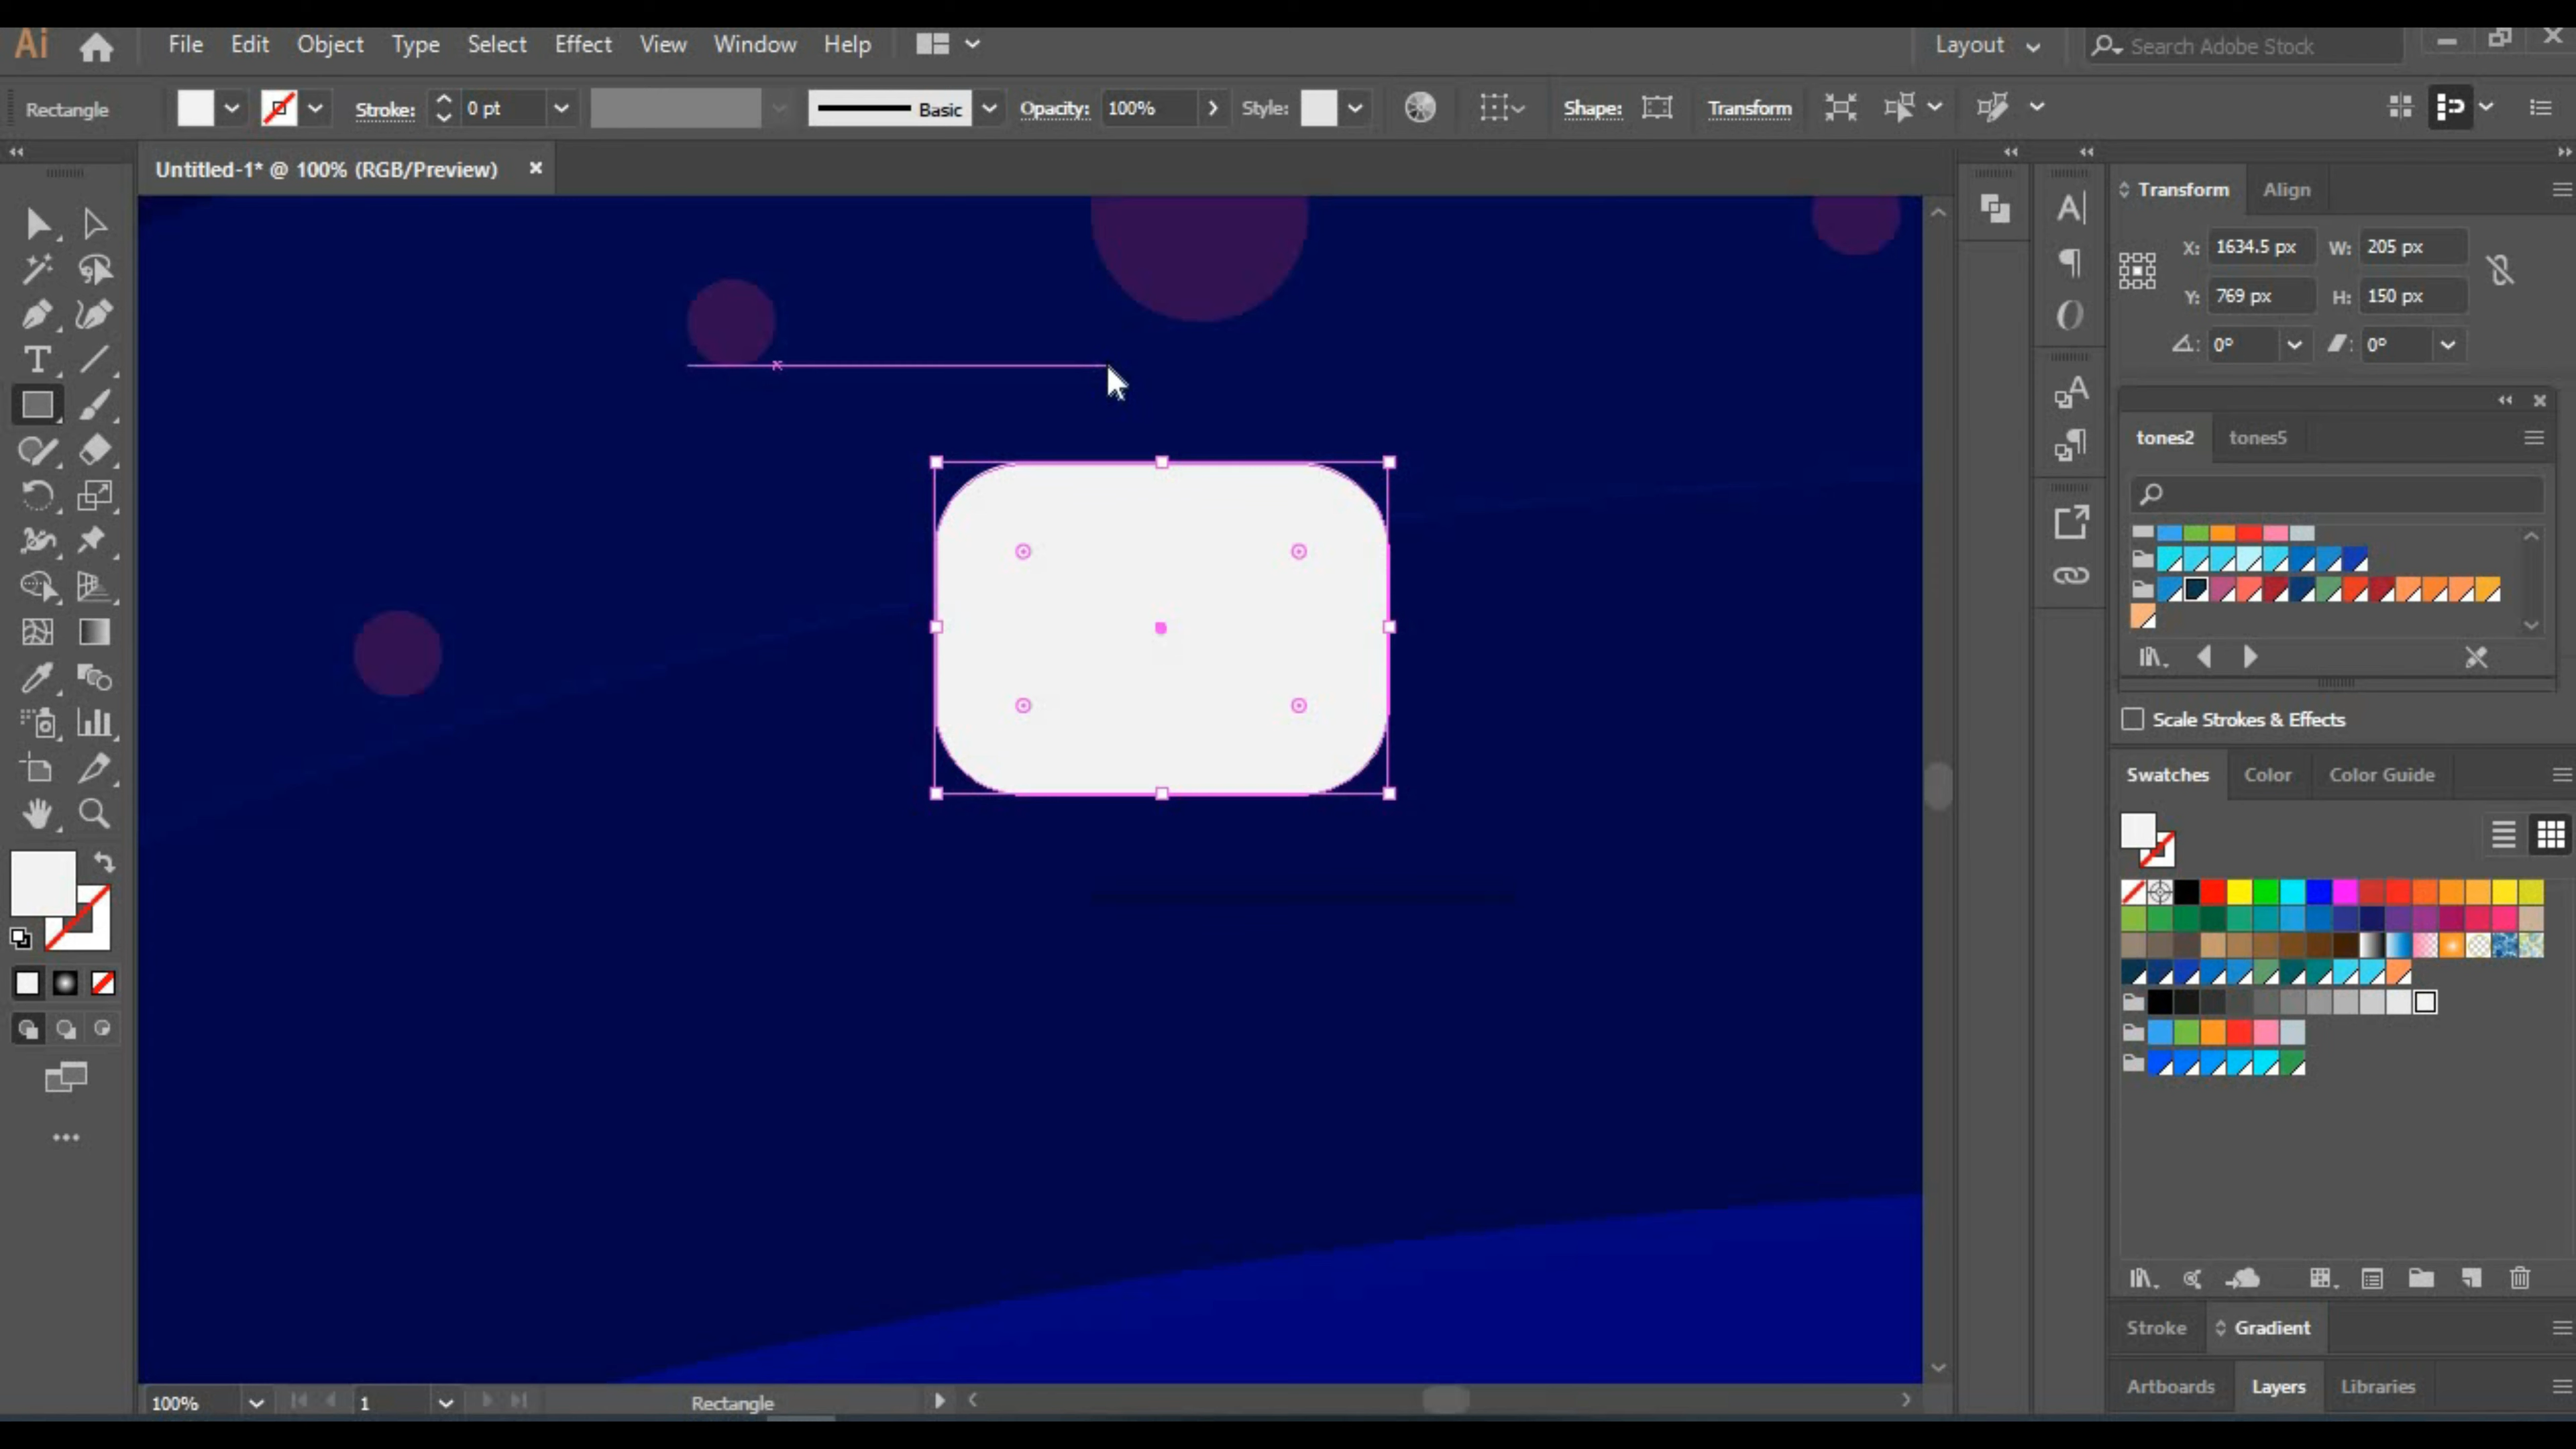 Ai File Edit Object Type Select Effect View Window Help Layout Search Adobe Stock
Rectangle Stroke: 0 pt Basic Opacity: 100% Style: Shape: Transform
Untitled-1* @ 100% (RGB/Preview)
Transform Align
X: 1634.5 px W: 205 px
Y: 769 px H: 150 px
0° 0°
tones2 tones5
Scale Strokes & Effects
Swatches Color Color Guide
Stroke Gradient
Artboards Layers Libraries
100% 1 Rectangle